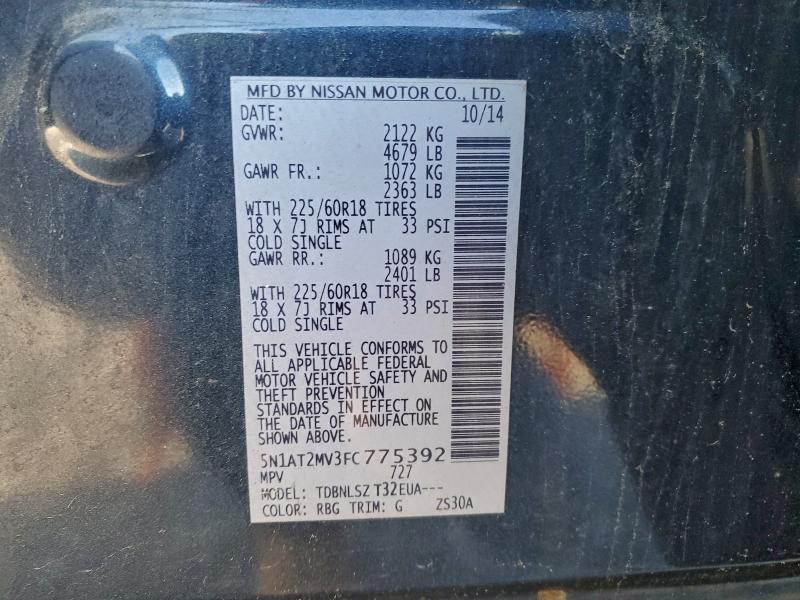 MFD BY NISSAN MOTOR CO., LTD.
DATE: 10/14
GVWR: 2122 KG
4679 LB
GAWR FR.: 1072 KG
2363 LB
WITH 225/60R18 TIRES
18 X 7J RIMS AT 33 PSI
COLD SINGLE
GAWR RR.: 1089 KG
2401 LB
WITH 225/60R18 TIRES
18 X 7J RIMS AT 33 PSI
COLD SINGLE
THIS VEHICLE CONFORMS TO
ALL APPLICABLE FEDERAL
MOTOR VEHICLE SAFETY AND
THEFT PREVENTION
STANDARDS IN EFFECT ON
THE DATE OF MANUFACTURE
SHOWN ABOVE.
5N1AT2MV3FC775392
MPV 727
MODEL: TDBNLSZ T32EUA---
COLOR: RBG TRIM: G ZS30A